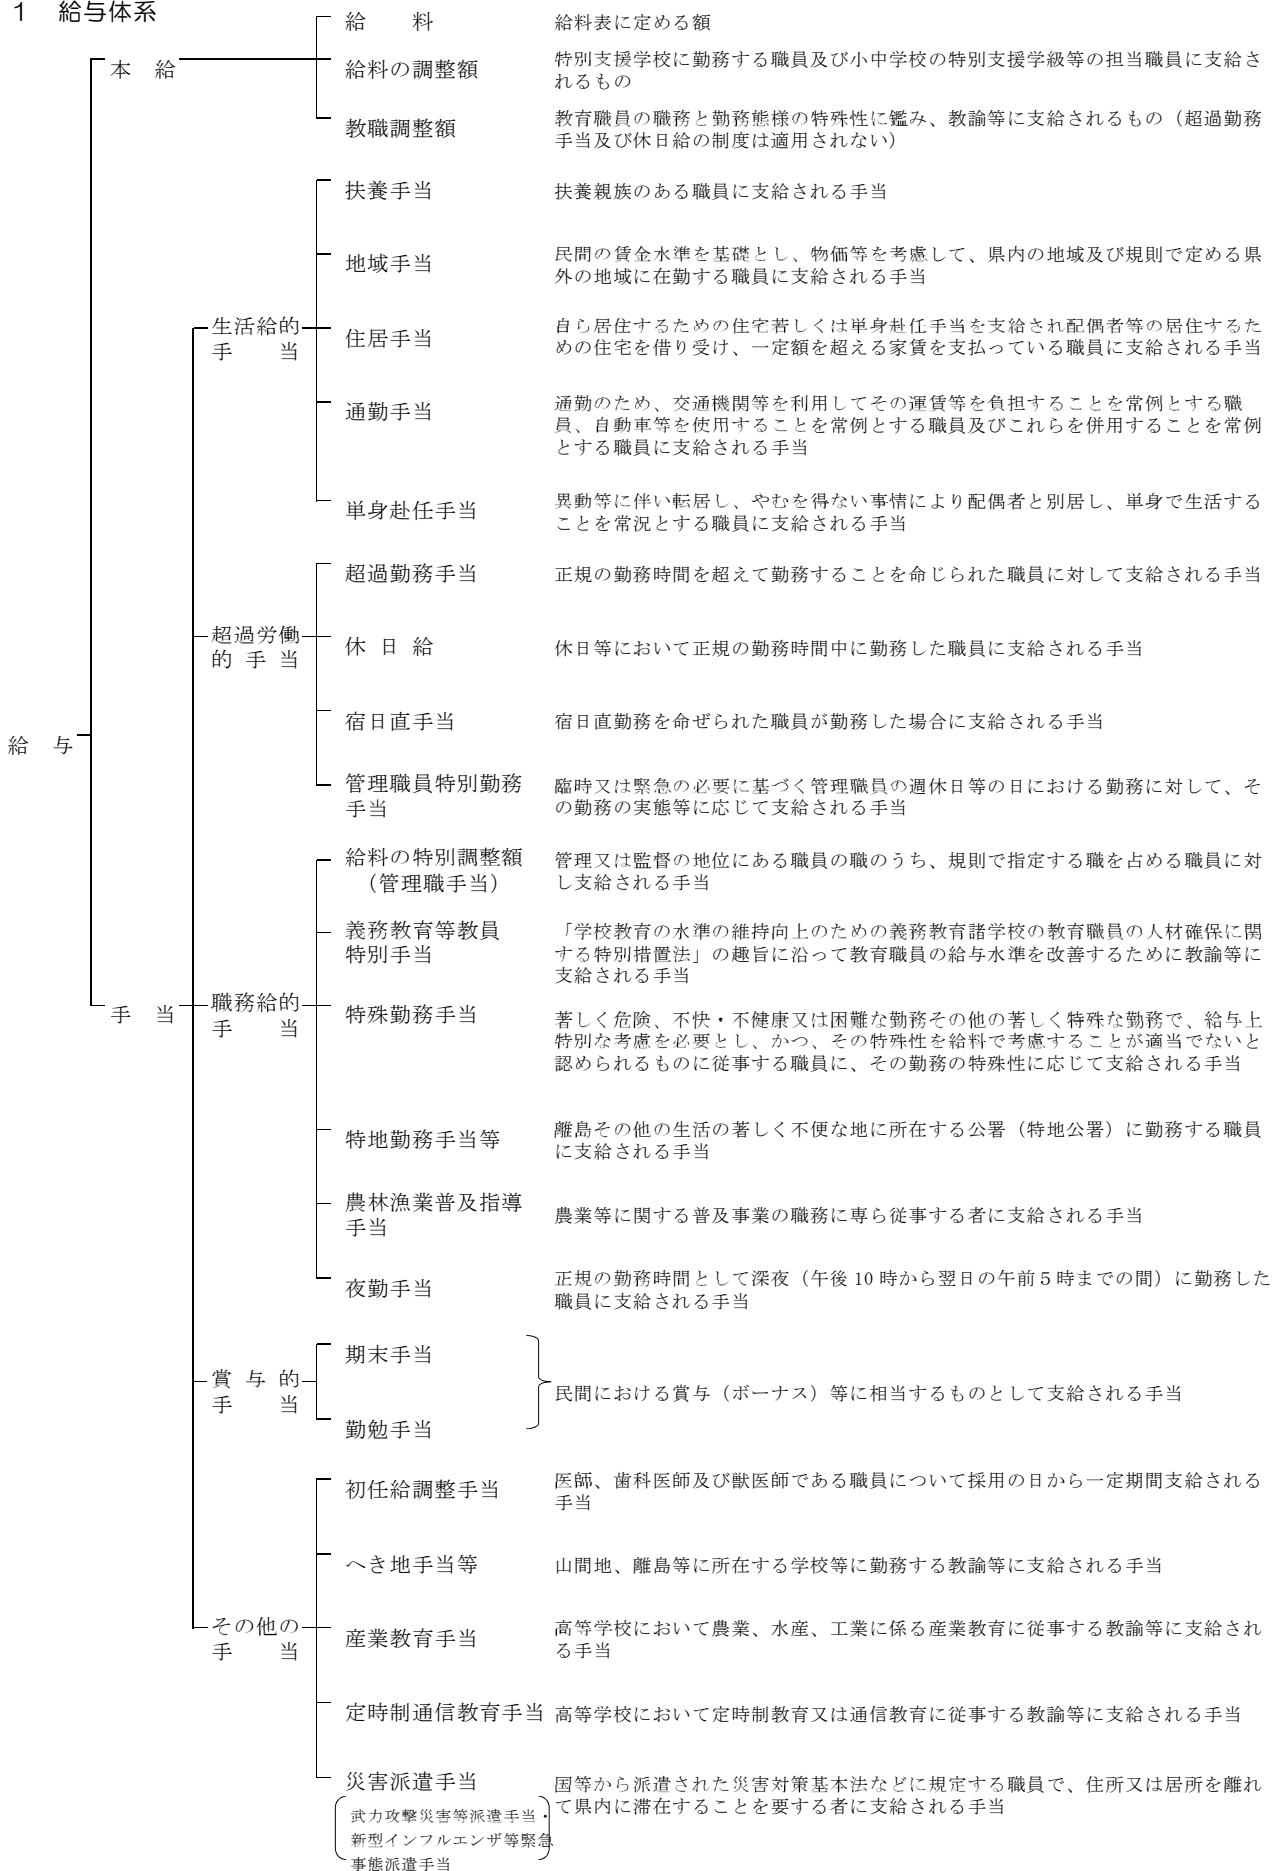 1 給与体系
給 料 給料表に定める額
本 給
給料の調整額 特別支援学校に勤務する職員及び小中学校の特別支援学級等の担当職員に支給さ
れるもの
教職調整額 教育職員の職務と勤務態様の特殊性に鑑み、教諭等に支給されるもの（超過勤務
手当及び休日給の制度は適用されない）
扶養手当 扶養親族のある職員に支給される手当
地域手当 民間の賃金水準を基礎とし、物価等を考慮して、県内の地域及び規則で定める県
外の地域に在勤する職員に支給される手当
生活給的
手 当
住居手当 自ら居住するための住宅若しくは単身赴任手当を支給され配偶者等の居住するた
めの住宅を借り受け、一定額を超える家賃を支払っている職員に支給される手当
通勤手当 通勤のため、交通機関等を利用してその運賃等を負担することを常例とする職
員、自動車等を使用することを常例とする職員及びこれらを併用することを常例
とする職員に支給される手当
単身赴任手当 異動等に伴い転居し、やむを得ない事情により配偶者と別居し、単身で生活する
ことを常況とする職員に支給される手当
超過勤務手当 正規の勤務時間を超えて勤務することを命じられた職員に対して支給される手当
超過労働
的 手 当
休 日 給 休日等において正規の勤務時間中に勤務した職員に支給される手当
宿日直手当 宿日直勤務を命ぜられた職員が勤務した場合に支給される手当
給 与
管理職員特別勤務
手当
臨時又は緊急の必要に基づく管理職員の週休日等の日における勤務に対して、そ
の勤務の実態等に応じて支給される手当
給料の特別調整額
（管理職手当）
管理又は監督の地位にある職員の職のうち、規則で指定する職を占める職員に対
し支給される手当
義務教育等教員
特別手当
「学校教育の水準の維持向上のための義務教育諸学校の教育職員の人材確保に関
する特別措置法」の趣旨に沿って教育職員の給与水準を改善するために教諭等に
支給される手当
手 当
職務給的
手 当
特殊勤務手当 著しく危険、不快・不健康又は困難な勤務その他の著しく特殊な勤務で、給与上
特別な考慮を必要とし、かつ、その特殊性を給料で考慮することが適当でないと
認められるものに従事する職員に、その勤務の特殊性に応じて支給される手当
特地勤務手当等 離島その他の生活の著しく不便な地に所在する公署（特地公署）に勤務する職員
に支給される手当
農林漁業普及指導
手当
農業等に関する普及事業の職務に専ら従事する者に支給される手当
夜勤手当 正規の勤務時間として深夜（午後 10 時から翌日の午前５時までの間）に勤務した
職員に支給される手当
期末手当
賞 与 的
手 当
民間における賞与（ボーナス）等に相当するものとして支給される手当
勤勉手当
初任給調整手当 医師、歯科医師及び獣医師である職員について採用の日から一定期間支給される
手当
へき地手当等 山間地、離島等に所在する学校等に勤務する教諭等に支給される手当
その他の
手 当
産業教育手当 高等学校において農業、水産、工業に係る産業教育に従事する教諭等に支給され
る手当
定時制通信教育手当 高等学校において定時制教育又は通信教育に従事する教諭等に支給される手当
災害派遣手当 国等から派遣された災害対策基本法などに規定する職員で、住所又は居所を離れ
て県内に滞在することを要する者に支給される手当
武力攻撃災害等派遣手当・
新型インフルエンザ等緊急
事態派遣手当